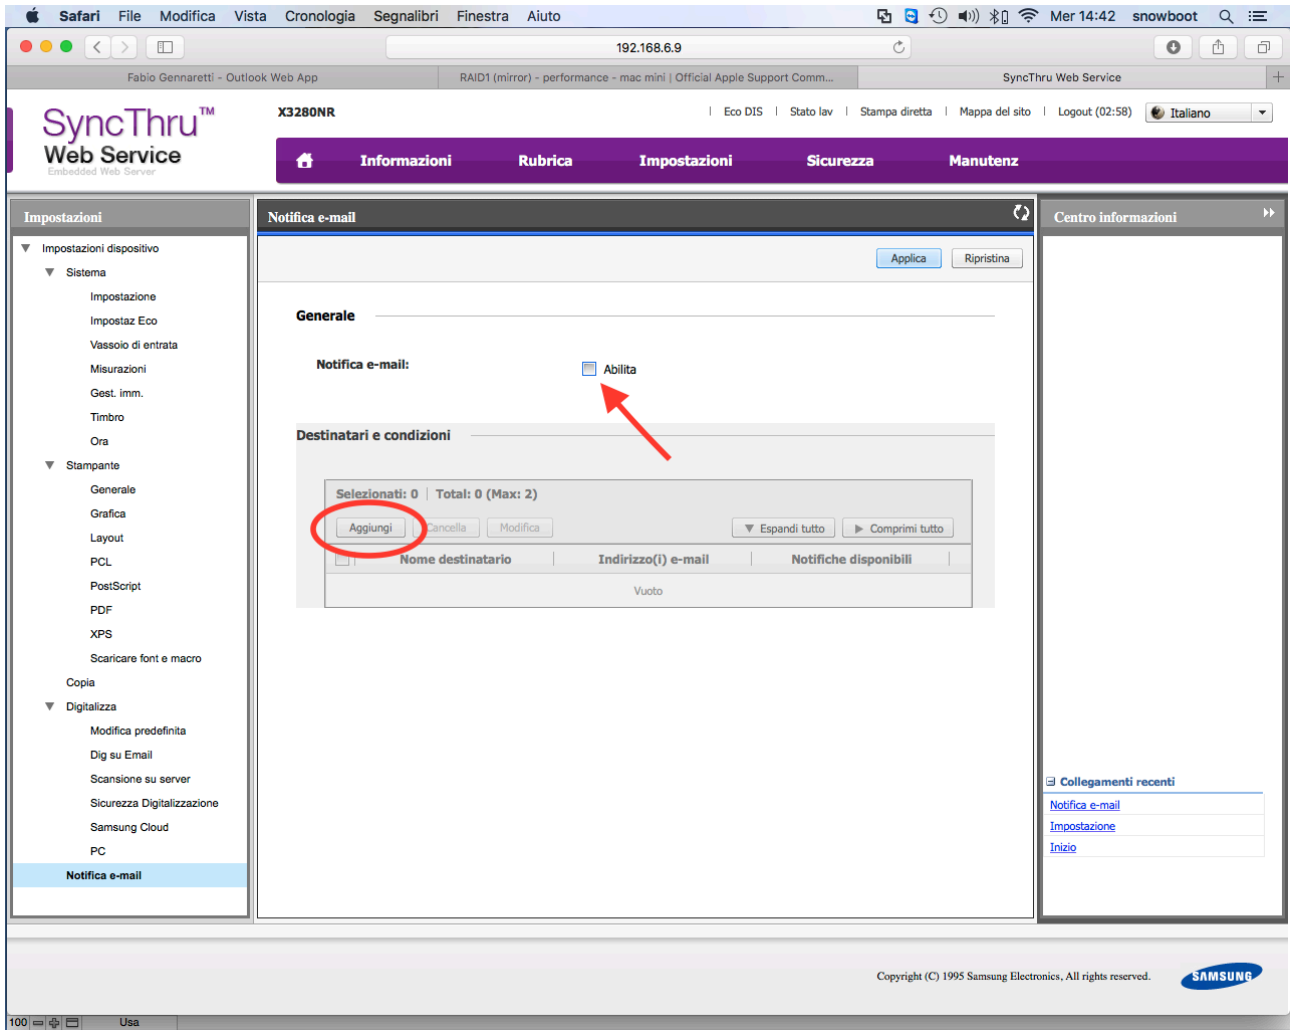 Safari File Modifica Vista Cronologia Segnalibri Finestra Aiuto Mer 14:42 snowboot
192.168.6.9
Fabio Gennaretti - Outlook Web App RAID1 (mirror) - performance - mac mini | Official Apple Support Comm... SyncThru Web Service
SyncThru™
Web Service
Embedded Web Server
X3280NR
Eco DIS | Stato lav | Stampa diretta | Mappa del sito | Logout (02:58) Italiano
Informazioni Rubrica Impostazioni Sicurezza Manutenz
Impostazioni
Impostazioni dispositivo
Sistema
Impostazione
Impostaz Eco
Vassoio di entrata
Misurazioni
Gest. imm.
Timbro
Ora
Stampante
Generale
Grafica
Layout
PCL
PostScript
PDF
XPS
Scaricare font e macro
Copia
Digitalizza
Modifica predefinita
Dig su Email
Scansione su server
Sicurezza Digitalizzazione
Samsung Cloud
PC
Notifica e-mail
Notifica e-mail
Applica Ripristina
Generale
Notifica e-mail: Abilita
Destinatari e condizioni
Selezionati: 0 | Total: 0 (Max: 2)
Aggiungi Cancella Modifica Espandi tutto Comprimi tutto
Nome destinatario Indirizzo(i) e-mail Notifiche disponibili
Vuoto
Centro informazioni
Collegamenti recenti
Notifica e-mail
Impostazione
Inizio
Copyright (C) 1995 Samsung Electronics, All rights reserved.
SAMSUNG
100 Usa